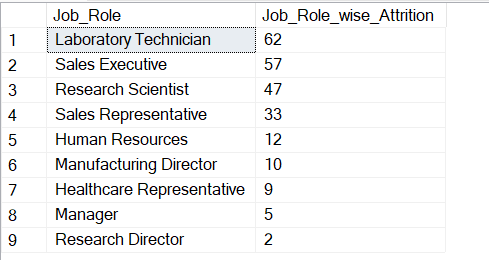 Job_Role Job_Role_wise_Attrition
1 Laboratory Technician 62
2 Sales Executive 57
3 Research Scientist 47
4 Sales Representative 33
5 Human Resources 12
6 Manufacturing Director 10
7 Healthcare Representative 9
8 Manager 5
9 Research Director 2